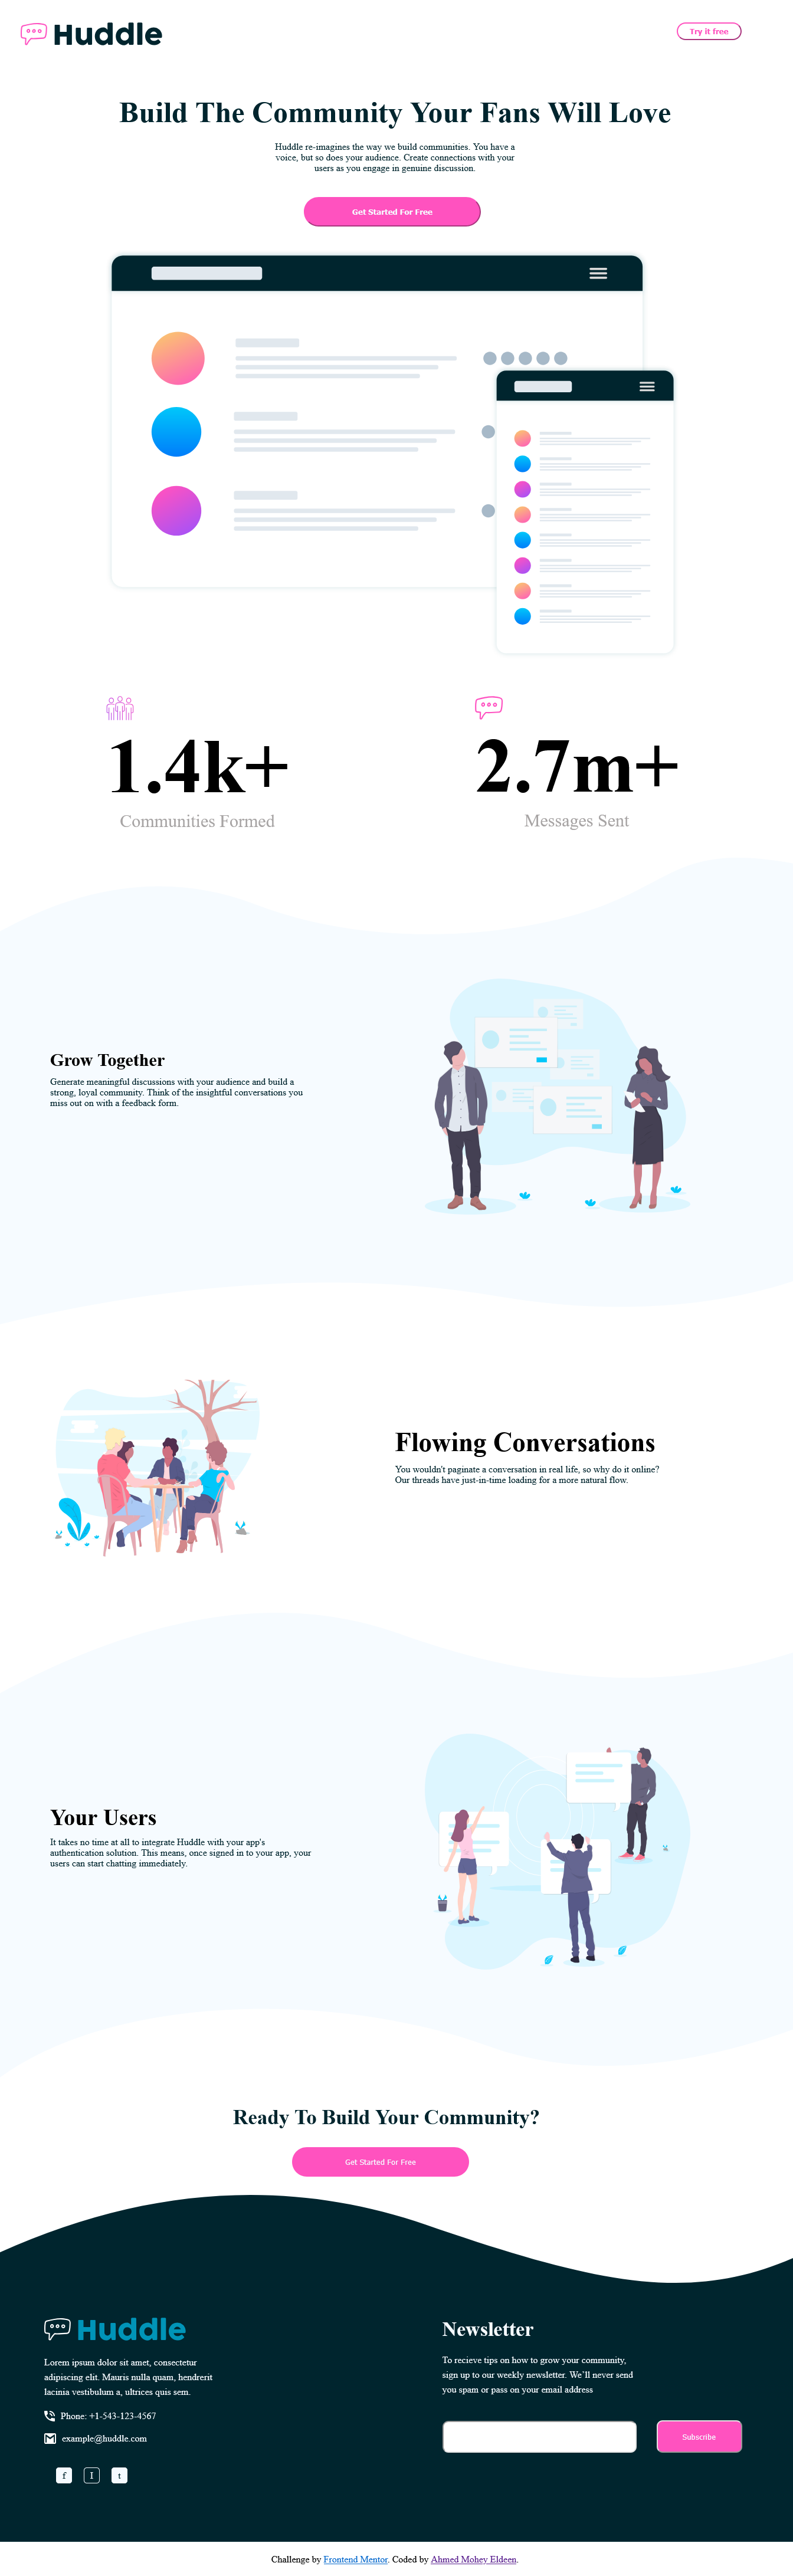 Huddle
Try it free
Build The Community Your Fans Will Love
Huddle re-imagines the way we build communities. You have a
voice, but so does your audience. Create connections with your
users as you engage in genuine discussion.
Get Started For Free
1.4k+
Communities Formed
2.7m+
Messages Sent
Grow Together
Generate meaningful discussions with your audience and build a
strong, loyal community. Think of the insightful conversations you
miss out on with a feedback form.
Flowing Conversations
You wouldn't paginate a conversation in real life, so why do it online?
Our threads have just-in-time loading for a more natural flow.
Your Users
It takes no time at all to integrate Huddle with your app's
authentication solution. This means, once signed in to your app, your
users can start chatting immediately.
Ready To Build Your Community?
Get Started For Free
Huddle
Lorem ipsum dolor sit amet, consectetur
adipiscing elit. Mauris nulla quam, hendrerit
lacinia vestibulum a, ultrices quis sem.
Phone: +1-543-123-4567
example@huddle.com
f I t
Newsletter
To recieve tips on how to grow your community,
sign up to our weekly newsletter. We'll never send
you spam or pass on your email address
Subscribe
Challenge by Frontend Mentor. Coded by Ahmed Mohey Eldeen.